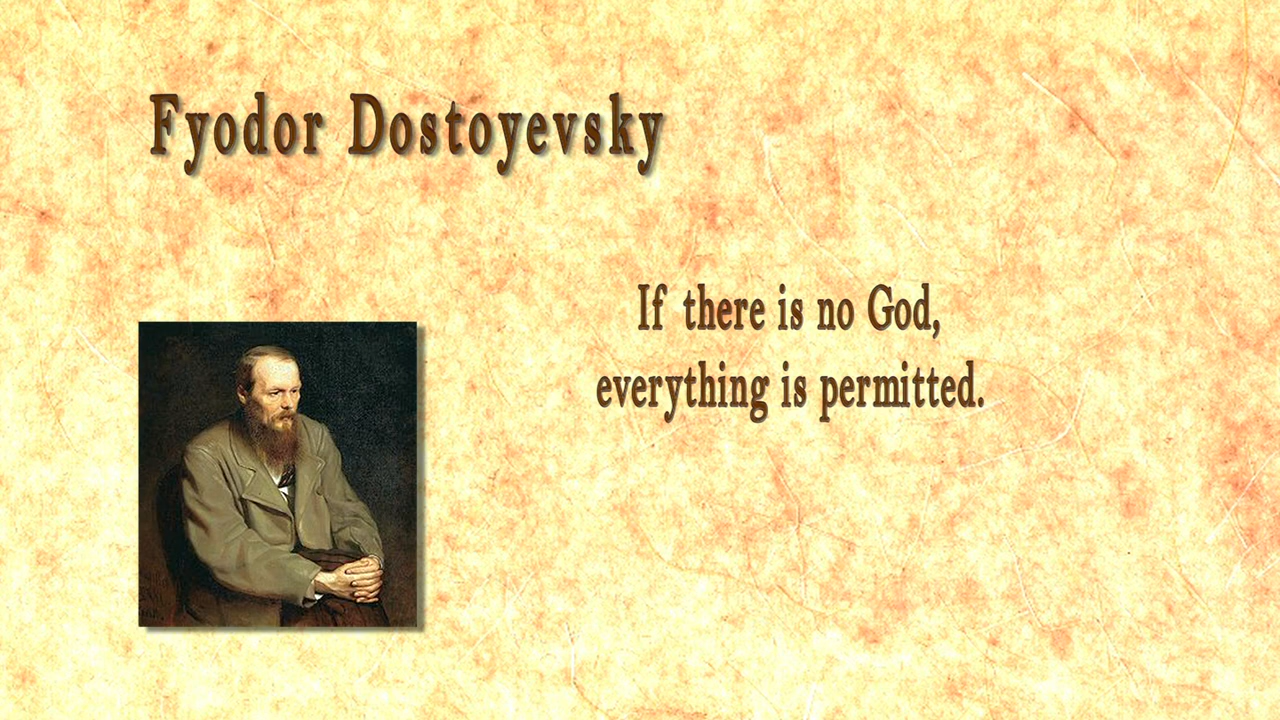 Fyodor Dostoyevsky
If there is no God,
everything is permitted.